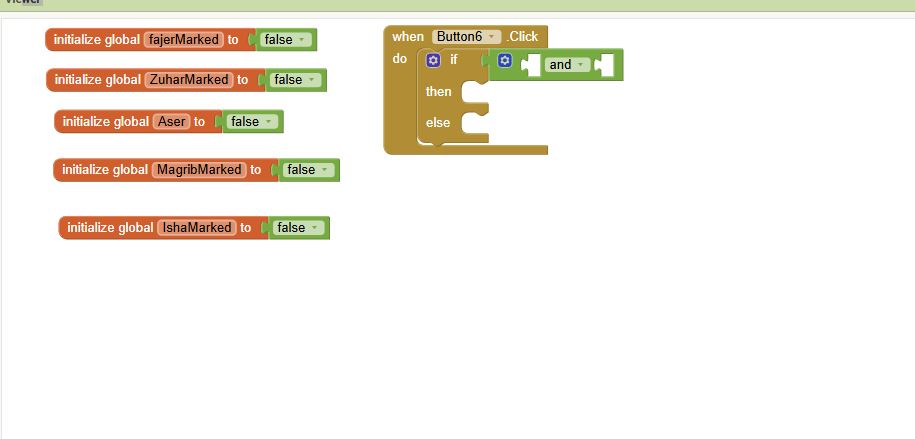 Viewer
initialize global fajerMarked to false
initialize global ZuharMarked to false
initialize global Aser to false
initialize global MagribMarked to false
initialize global IshaMarked to false
when Button6 .Click
do if and
then
else